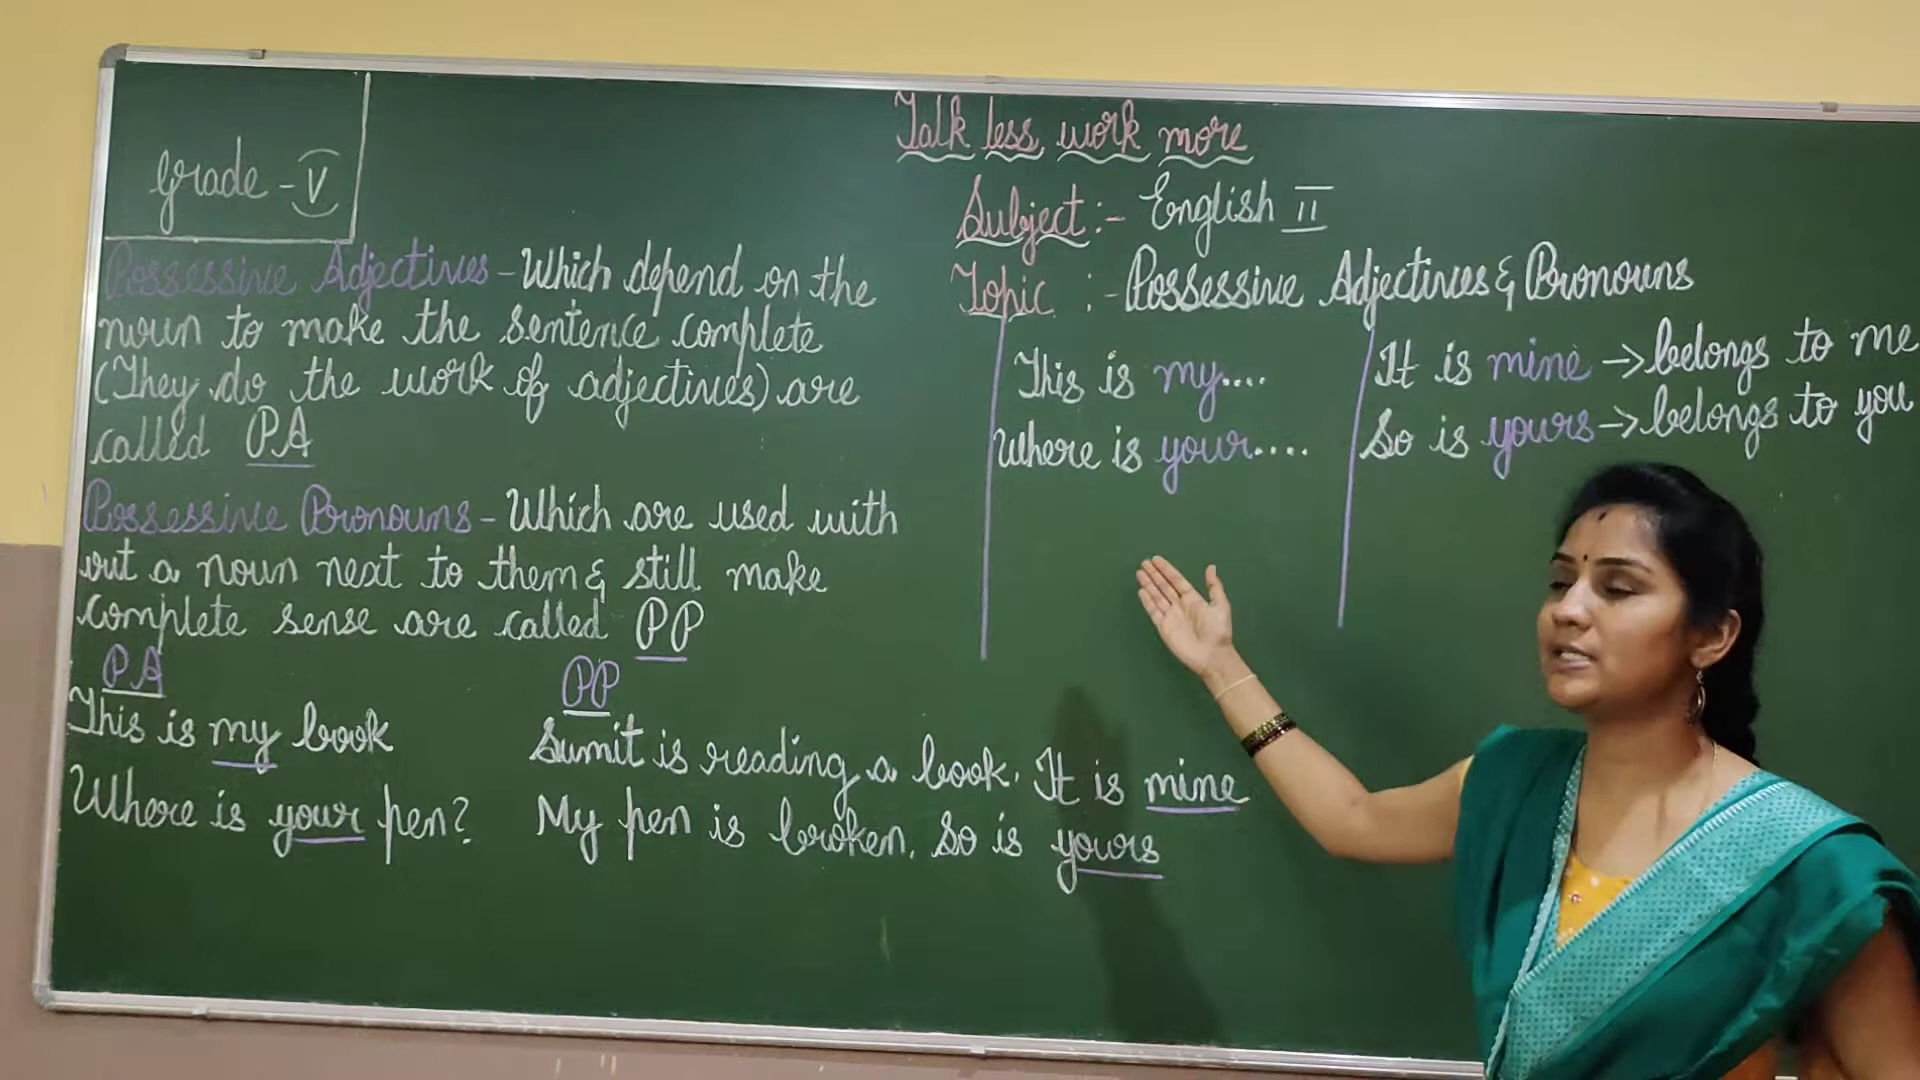 Grade - V
Talk less work more
Subject :- English II
Topic :- Possessive Adjectives & Pronouns
Possessive Adjectives - Which depend on the
noun to make the sentence complete
(They do the work of adjectives) are
called PA
Possessive Pronouns - Which are used with
out a noun next to them & still make
complete sense are called PP
PA
This is my book
Where is your pen?
PP
Sumit is reading a book. It is mine
My pen is broken. So is yours
This is my....
Where is your....
It is mine -> belongs to me
So is yours -> belongs to you